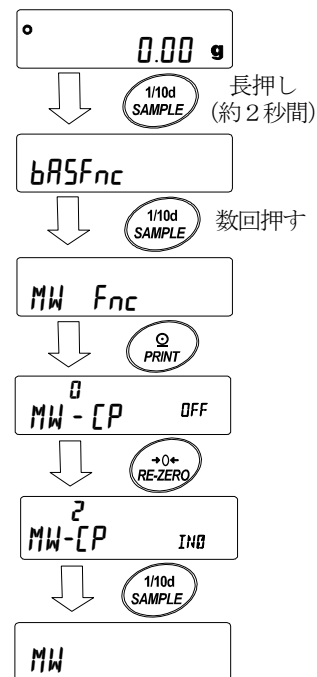 0.00 g
1/10d
SAMPLE
長押し
(約2秒間)
bASFnc
1/10d
SAMPLE
数回押す
MW Fnc
PRINT
0
MW-CP OFF
→0←
RE-ZERO
2
MW-CP INO
1/10d
SAMPLE
MW